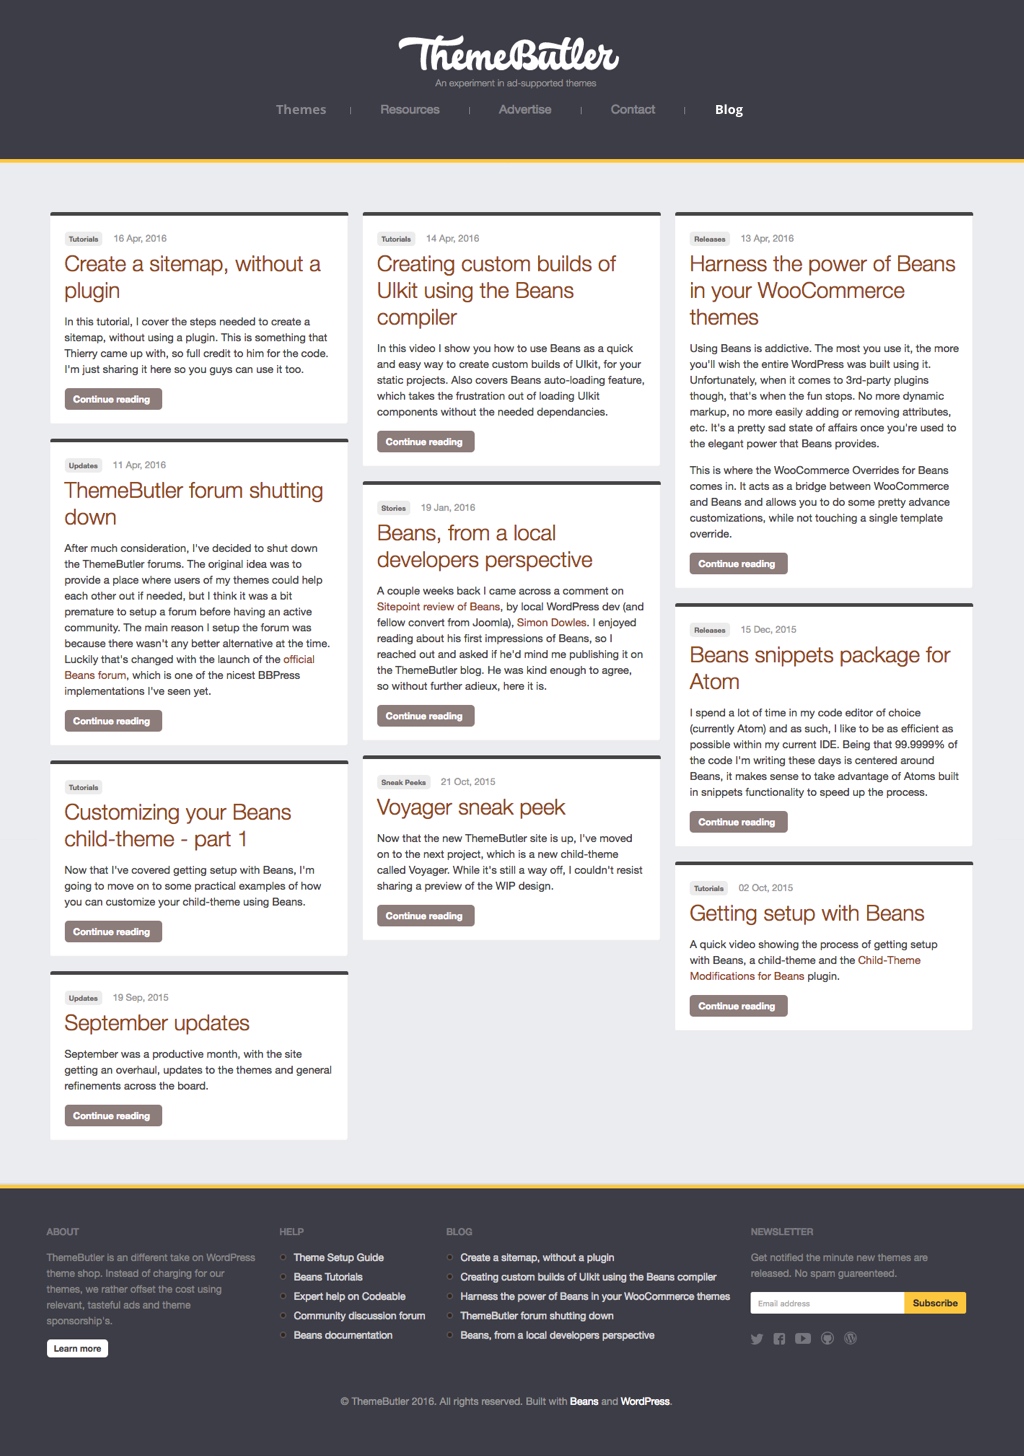 ThemeButler
An experiment in ad-supported themes
Themes | Resources | Advertise | Contact | Blog
Tutorials 16 Apr, 2016
Create a sitemap, without a
plugin
In this tutorial, I cover the steps needed to create a
sitemap, without using a plugin. This is something that
Thierry came up with, so full credit to him for the code.
I'm just sharing it here so you guys can use it too.
Continue reading
Updates 11 Apr, 2016
ThemeButler forum shutting
down
After much consideration, I've decided to shut down
the ThemeButler forums. The original idea was to
provide a place where users of my themes could help
each other out if needed, but I think it was a bit
premature to setup a forum before having an active
community. The main reason I setup the forum was
because there wasn't any better alternative at the time.
Luckily that's changed with the launch of the official
Beans forum, which is one of the nicest BBPress
implementations I've seen yet.
Continue reading
Tutorials
Customizing your Beans
child-theme - part 1
Now that I've covered getting setup with Beans, I'm
going to move on to some practical examples of how
you can customize your child-theme using Beans.
Continue reading
Updates 19 Sep, 2015
September updates
September was a productive month, with the site
getting an overhaul, updates to the themes and general
refinements across the board.
Continue reading
Tutorials 14 Apr, 2016
Creating custom builds of
UIkit using the Beans
compiler
In this video I show you how to use Beans as a quick
and easy way to create custom builds of UIkit, for your
static projects. Also covers Beans auto-loading feature,
which takes the frustration out of loading UIkit
components without the needed dependancies.
Continue reading
Stories 19 Jan, 2016
Beans, from a local
developers perspective
A couple weeks back I came across a comment on
Sitepoint review of Beans, by local WordPress dev (and
fellow convert from Joomla), Simon Dowles. I enjoyed
reading about his first impressions of Beans, so I
reached out and asked if he'd mind me publishing it on
the ThemeButler blog. He was kind enough to agree,
so without further adieux, here it is.
Continue reading
Sneak Peeks 21 Oct, 2015
Voyager sneak peek
Now that the new ThemeButler site is up, I've moved
on to the next project, which is a new child-theme
called Voyager. While it's still a way off, I couldn't resist
sharing a preview of the WIP design.
Continue reading
Releases 13 Apr, 2016
Harness the power of Beans
in your WooCommerce
themes
Using Beans is addictive. The most you use it, the more
you'll wish the entire WordPress was built using it.
Unfortunately, when it comes to 3rd-party plugins
though, that's when the fun stops. No more dynamic
markup, no more easily adding or removing attributes,
etc. It's a pretty sad state of affairs once you're used to
the elegant power that Beans provides.
This is where the WooCommerce Overrides for Beans
comes in. It acts as a bridge between WooCommerce
and Beans and allows you to do some pretty advance
customizations, while not touching a single template
override.
Continue reading
Releases 15 Dec, 2015
Beans snippets package for
Atom
I spend a lot of time in my code editor of choice
(currently Atom) and as such, I like to be as efficient as
possible within my current IDE. Being that 99.9999% of
the code I'm writing these days is centered around
Beans, it makes sense to take advantage of Atoms built
in snippets functionality to speed up the process.
Continue reading
Tutorials 02 Oct, 2015
Getting setup with Beans
A quick video showing the process of getting setup
with Beans, a child-theme and the Child-Theme
Modifications for Beans plugin.
Continue reading
ABOUT
ThemeButler is an different take on WordPress
theme shop. Instead of charging for our
themes, we rather offset the cost using
relevant, tasteful ads and theme
sponsorship's.
Learn more
HELP
Theme Setup Guide
Beans Tutorials
Expert help on Codeable
Community discussion forum
Beans documentation
BLOG
Create a sitemap, without a plugin
Creating custom builds of UIkit using the Beans compiler
Harness the power of Beans in your WooCommerce themes
ThemeButler forum shutting down
Beans, from a local developers perspective
NEWSLETTER
Get notified the minute new themes are
released. No spam guareenteed.
Email address Subscribe
© ThemeButler 2016. All rights reserved. Built with Beans and WordPress.